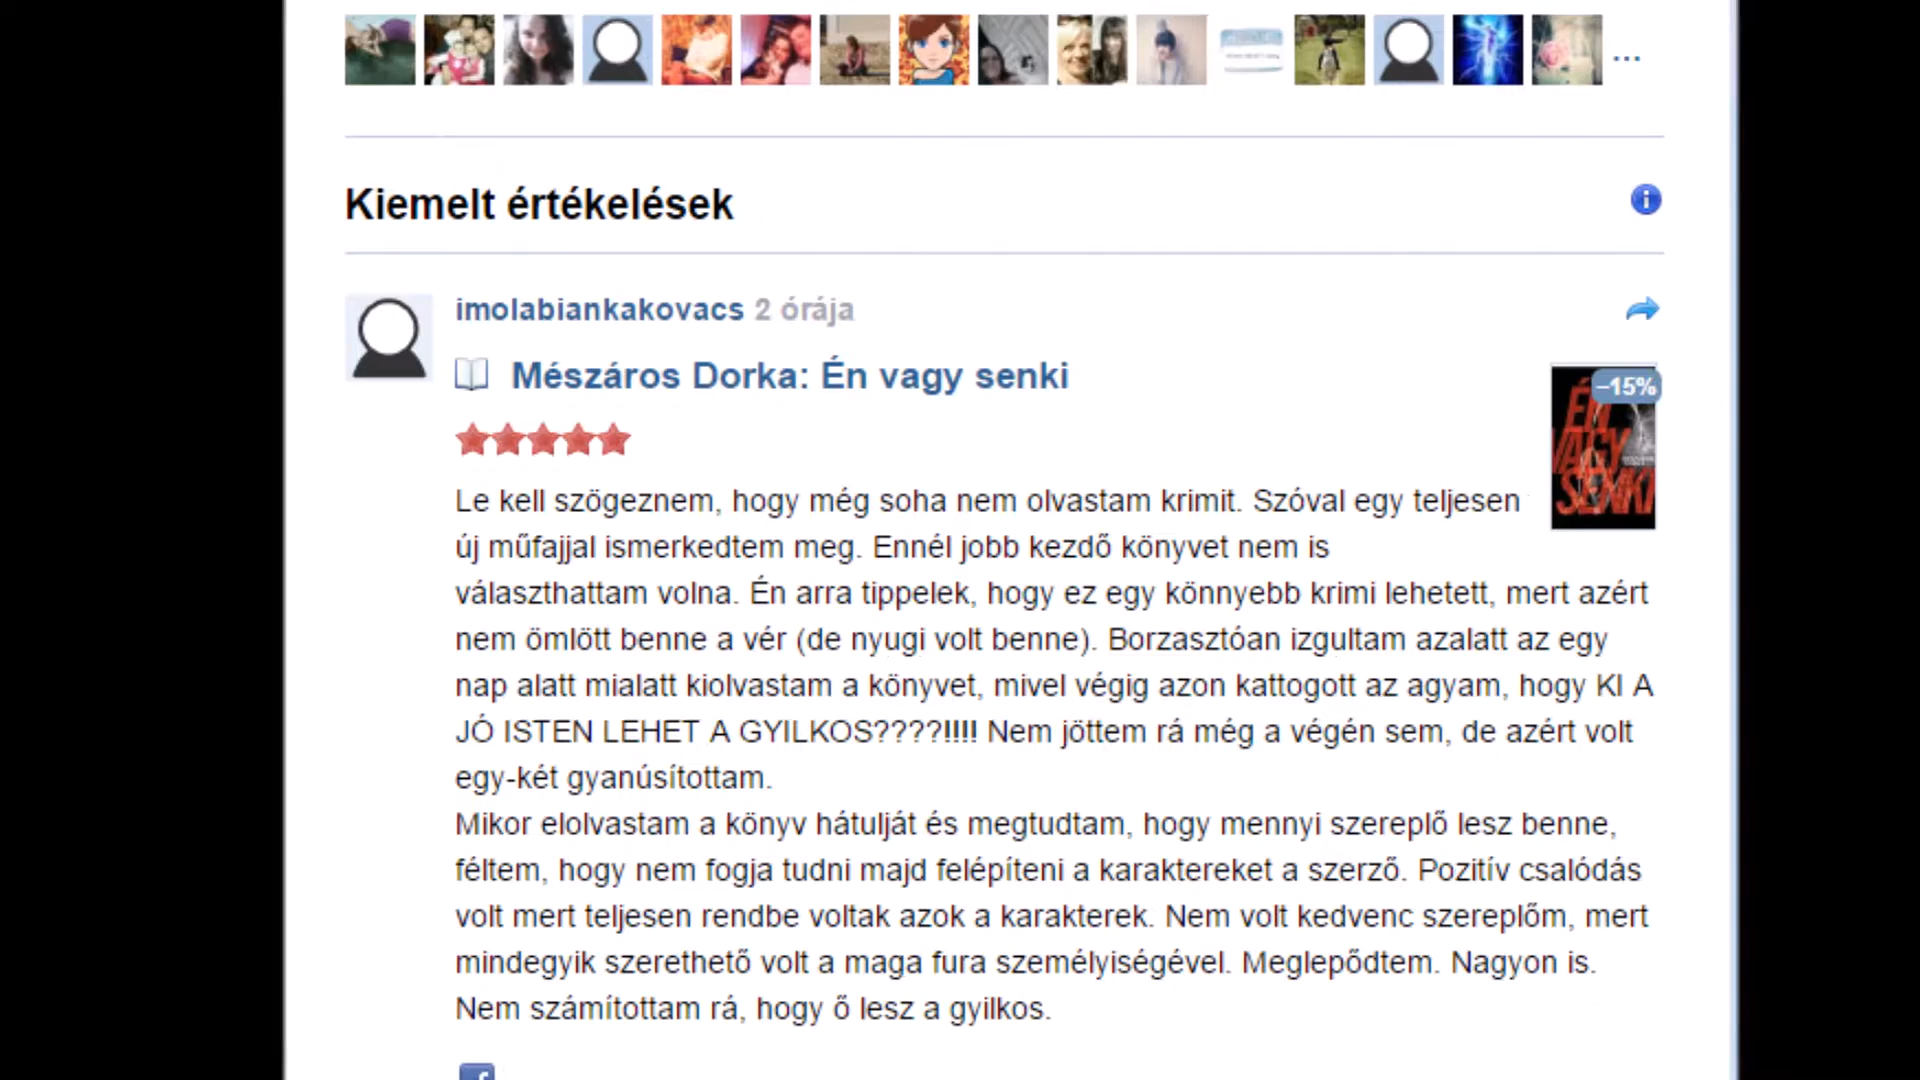 ...
Kiemelt értékelések
imolabiankakovacs 2 órája
Mészáros Dorka: Én vagy senki
–15%
ÉN
VAGY
SENKI
Le kell szögeznem, hogy még soha nem olvastam krimit. Szóval egy teljesen
új műfajjal ismerkedtem meg. Ennél jobb kezdő könyvet nem is
választhattam volna. Én arra tippelek, hogy ez egy könnyebb krimi lehetett, mert azért
nem ömlött benne a vér (de nyugi volt benne). Borzasztóan izgultam azalatt az egy
nap alatt mialatt kiolvastam a könyvet, mivel végig azon kattogott az agyam, hogy KI A
JÓ ISTEN LEHET A GYILKOS????!!!! Nem jöttem rá még a végén sem, de azért volt
egy-két gyanúsítottam.
Mikor elolvastam a könyv hátulját és megtudtam, hogy mennyi szereplő lesz benne,
féltem, hogy nem fogja tudni majd felépíteni a karaktereket a szerző. Pozitív csalódás
volt mert teljesen rendbe voltak azok a karakterek. Nem volt kedvenc szereplőm, mert
mindegyik szerethető volt a maga fura személyiségével. Meglepődtem. Nagyon is.
Nem számítottam rá, hogy ő lesz a gyilkos.